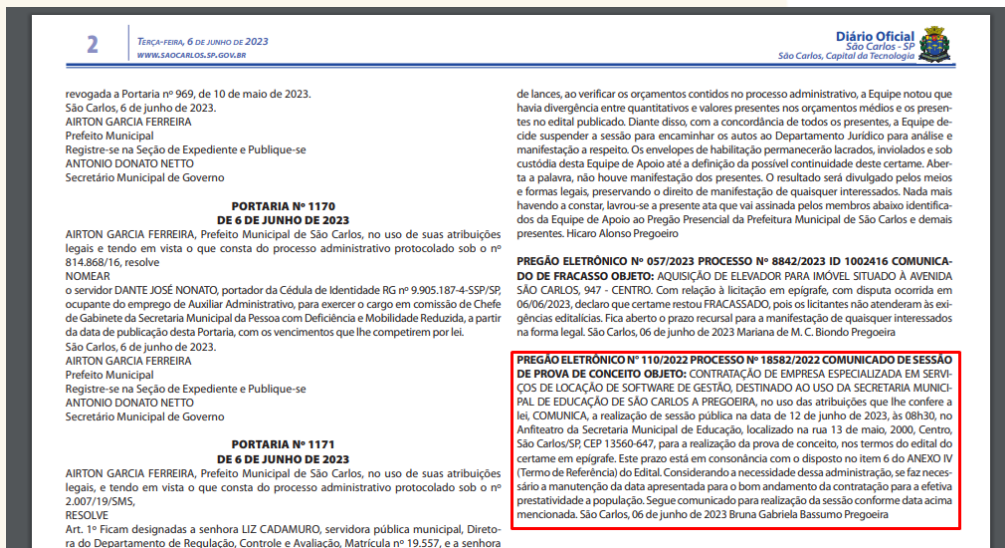 2
TERÇA-FEIRA, 6 DE JUNHO DE 2023
WWW.SAOCARLOS.SP.GOV.BR
Diário Oficial
São Carlos - SP
São Carlos, Capital da Tecnologia
revogada a Portaria nº 969, de 10 de maio de 2023.
São Carlos, 6 de junho de 2023.
AIRTON GARCIA FERREIRA
Prefeito Municipal
Registre-se na Seção de Expediente e Publique-se
ANTONIO DONATO NETTO
Secretário Municipal de Governo
PORTARIA Nº 1170
DE 6 DE JUNHO DE 2023
AIRTON GARCIA FERREIRA, Prefeito Municipal de São Carlos, no uso de suas atribuições
legais e tendo em vista o que consta do processo administrativo protocolado sob o nº
814.868/16, resolve
NOMEAR
o servidor DANTE JOSÉ NONATO, portador da Cédula de Identidade RG nº 9.905.187-4-SSP/SP,
ocupante do emprego de Auxiliar Administrativo, para exercer o cargo em comissão de Chefe
de Gabinete da Secretaria Municipal da Pessoa com Deficiência e Mobilidade Reduzida, a partir
da data de publicação desta Portaria, com os vencimentos que lhe competirem por lei.
São Carlos, 6 de junho de 2023.
AIRTON GARCIA FERREIRA
Prefeito Municipal
Registre-se na Seção de Expediente e Publique-se
ANTONIO DONATO NETTO
Secretário Municipal de Governo
PORTARIA Nº 1171
DE 6 DE JUNHO DE 2023
AIRTON GARCIA FERREIRA, Prefeito Municipal de São Carlos, no uso de suas atribuições
legais, e tendo em vista o que consta do processo administrativo protocolado sob o nº
2.007/19/SMS,
RESOLVE
Art. 1º Ficam designadas a senhora LIZ CADAMURO, servidora pública municipal, Direto-
ra do Departamento de Regulação, Controle e Avaliação, Matrícula nº 19.557, e a senhora
de lances, ao verificar os orçamentos contidos no processo administrativo, a Equipe notou que
havia divergência entre quantitativos e valores presentes nos orçamentos médios e os presen-
tes no edital publicado. Diante disso, com a concordância de todos os presentes, a Equipe de-
cide suspender a sessão para encaminhar os autos ao Departamento Jurídico para análise e
manifestação a respeito. Os envelopes de habilitação permanecerão lacrados, inviolados e sob
custódia desta Equipe de Apoio até a definição da possível continuidade deste certame. Aber-
ta a palavra, não houve manifestação dos presentes. O resultado será divulgado pelos meios
e formas legais, preservando o direito de manifestação de quaisquer interessados. Nada mais
havendo a constar, lavrou-se a presente ata que vai assinada pelos membros abaixo identifica-
dos da Equipe de Apoio ao Pregão Presencial da Prefeitura Municipal de São Carlos e demais
presentes. Hicaro Alonso Pregoeiro
PREGÃO ELETRÔNICO Nº 057/2023 PROCESSO Nº 8842/2023 ID 1002416 COMUNICA-
DO DE FRACASSO OBJETO: AQUISIÇÃO DE ELEVADOR PARA IMÓVEL SITUADO À AVENIDA
SÃO CARLOS, 947 - CENTRO. Com relação à licitação em epígrafe, com disputa ocorrida em
06/06/2023, declaro que certame restou FRACASSADO, pois os licitantes não atenderam às exi-
gências editalícias. Fica aberto o prazo recursal para a manifestação de quaisquer interessados
na forma legal. São Carlos, 06 de junho de 2023 Mariana de M. C. Biondo Pregoeira
PREGÃO ELETRÔNICO N° 110/2022 PROCESSO Nº 18582/2022 COMUNICADO DE SESSÃO
DE PROVA DE CONCEITO OBJETO: CONTRATAÇÃO DE EMPRESA ESPECIALIZADA EM SERVI-
ÇOS DE LOCAÇÃO DE SOFTWARE DE GESTÃO, DESTINADO AO USO DA SECRETARIA MUNICI-
PAL DE EDUCAÇÃO DE SÃO CARLOS A PREGOEIRA, no uso das atribuições que lhe confere a
lei, COMUNICA, a realização de sessão pública na data de 12 de junho de 2023, às 08h30, no
Anfiteatro da Secretaria Municipal de Educação, localizado na rua 13 de maio, 2000, Centro,
São Carlos/SP, CEP 13560-647, para a realização da prova de conceito, nos termos do edital do
certame em epígrafe. Este prazo está em consonância com o disposto no item 6 do ANEXO IV
(Termo de Referência) do Edital. Considerando a necessidade dessa administração, se faz neces-
sário a manutenção da data apresentada para o bom andamento da contratação para a efetiva
prestatividade a população. Segue comunicado para realização da sessão conforme data acima
mencionada. São Carlos, 06 de junho de 2023 Bruna Gabriela Bassumo Pregoeira